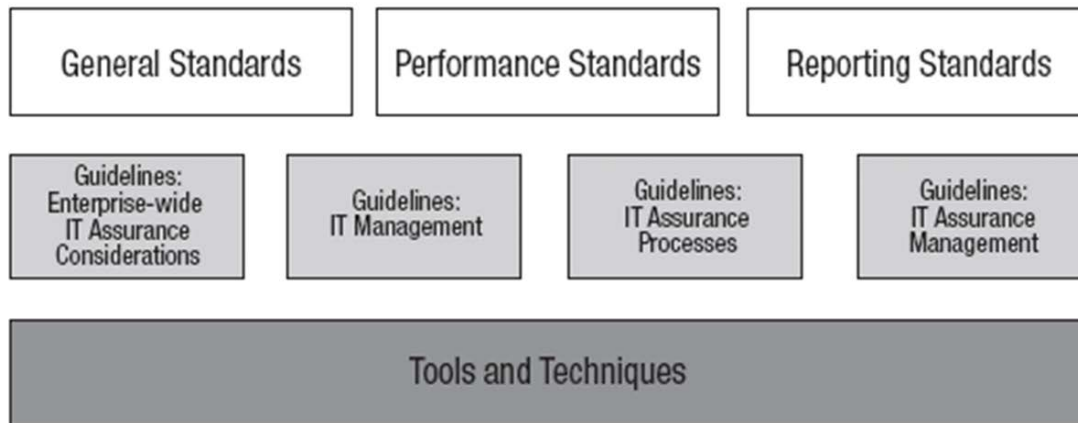 General Standards
Performance Standards
Reporting Standards
Guidelines:
Enterprise-wide
IT Assurance
Considerations
Guidelines:
IT Management
Guidelines:
IT Assurance
Processes
Guidelines:
IT Assurance
Management
Tools and Techniques